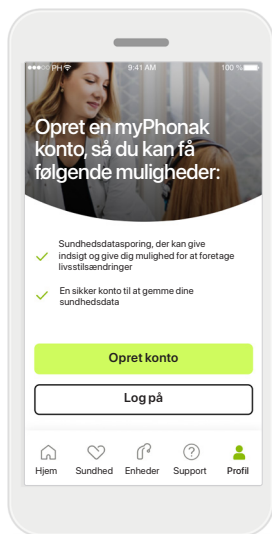 PH
9:41 AM
100 %
Opret en myPhonak
konto, så du kan få
følgende muligheder:
Sundhedsdatasporing, der kan give
indsigt og give dig mulighed for at foretage
livsstilsændringer
En sikker konto til at gemme dine
sundhedsdata
Opret konto
Log på
Hjem Sundhed Enheder Support Profil